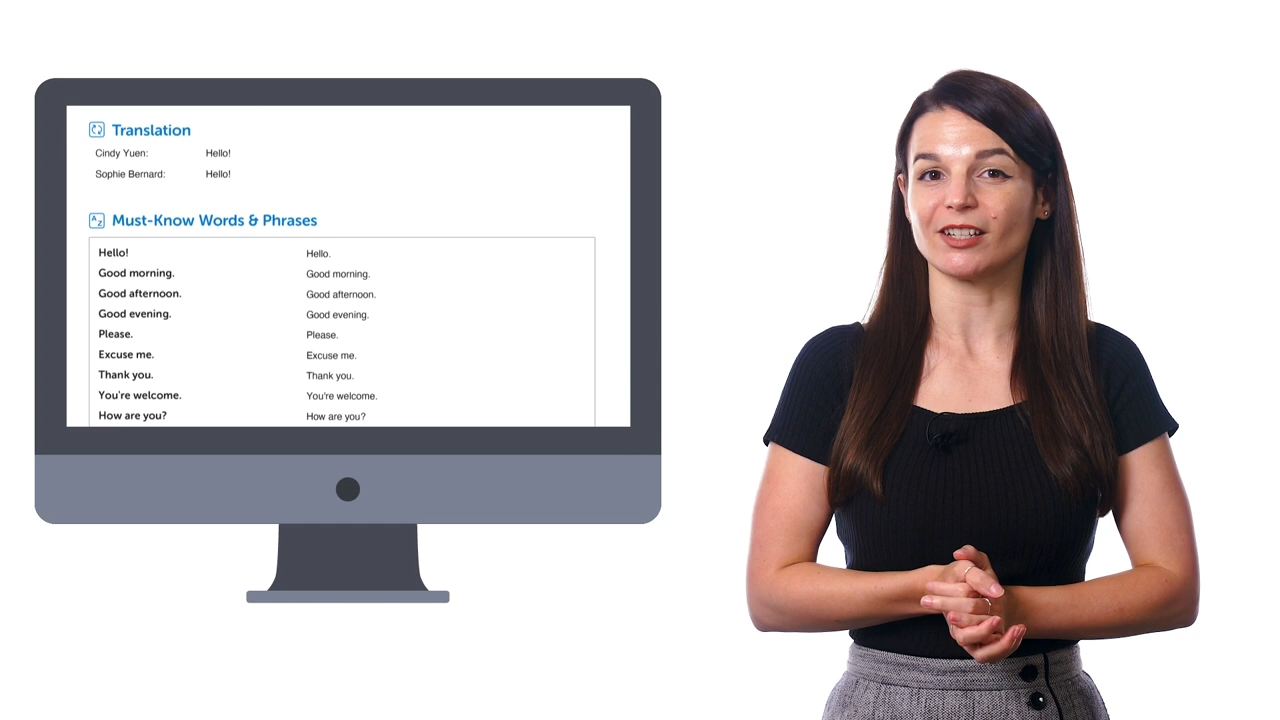 Translation
Cindy Yuen: Hello!
Sophie Bernard: Hello!
Must-Know Words & Phrases
Hello! Hello.
Good morning. Good morning.
Good afternoon. Good afternoon.
Good evening. Good evening.
Please. Please.
Excuse me. Excuse me.
Thank you. Thank you.
You're welcome. You're welcome.
How are you? How are you?